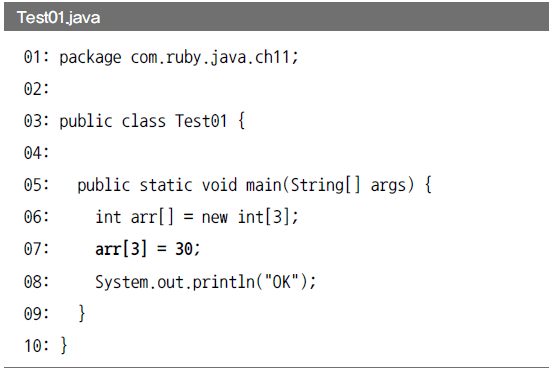 Test01.java
01: package com.ruby.java.ch11;
02:
03: public class Test01 {
04:
05:   public static void main(String[] args) {
06:     int arr[] = new int[3];
07:     arr[3] = 30;
08:     System.out.println("OK");
09:   }
10: }